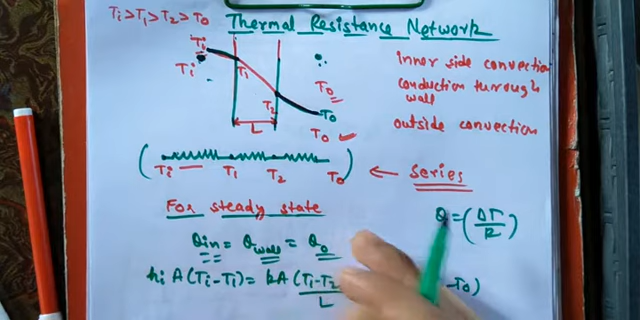 Ti > T1 > T2 > To
Thermal Resistance Network
Ti
Ti
T1
T2
To
To
To
L
inner side convection
conduction through
wall
outside convection
Ti T1 T2 To
← series
For steady state
Q = (ΔT/R)
Qin = Qwall = Qo
hi A (Ti - T1) = kA (T1 - T2
L
- To)